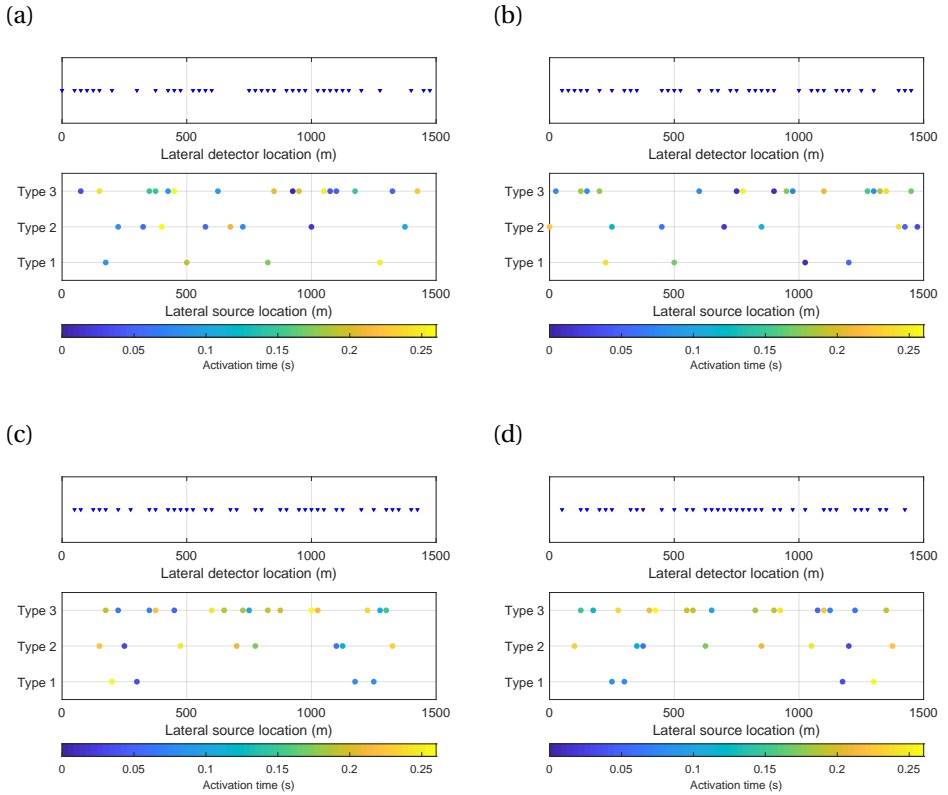 (a)
0 500 1000 1500
Lateral detector location (m)
Type 3
Type 2
Type 1
0 500 1000 1500
Lateral source location (m)
0 0.05 0.1 0.15 0.2 0.25
Activation time (s)
(b)
0 500 1000 1500
Lateral detector location (m)
Type 3
Type 2
Type 1
0 500 1000 1500
Lateral source location (m)
0 0.05 0.1 0.15 0.2 0.25
Activation time (s)
(c)
0 500 1000 1500
Lateral detector location (m)
Type 3
Type 2
Type 1
0 500 1000 1500
Lateral source location (m)
0 0.05 0.1 0.15 0.2 0.25
Activation time (s)
(d)
0 500 1000 1500
Lateral detector location (m)
Type 3
Type 2
Type 1
0 500 1000 1500
Lateral source location (m)
0 0.05 0.1 0.15 0.2 0.25
Activation time (s)